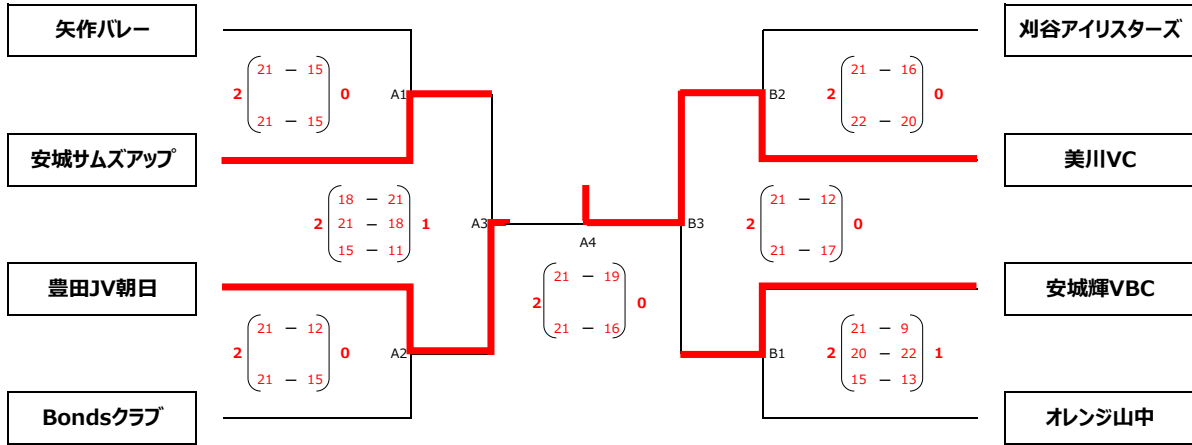 矢作バレー
刈谷アイリスターズ
21 － 15
2 0 A1
21 － 15
21 － 16
B2 2 0
22 － 20
安城サムズアップ
美川VC
18 － 21
2 21 － 18 1 A3
15 － 11
21 － 12
B3 2 0
21 － 17
A4
豊田JV朝日
21 － 19
2 0
21 － 16
安城輝VBC
21 － 12
2 0 A2
21 － 15
21 － 9
B1 2 20 － 22 1
15 － 13
Bondsクラブ
オレンジ山中